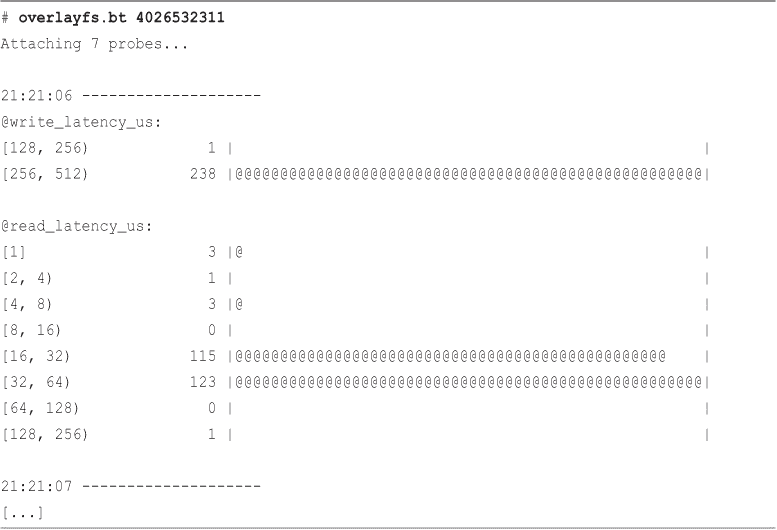 # overlayfs.bt 4026532311
Attaching 7 probes...

21:21:06 --------------------
@write_latency_us:
[128, 256)             1 |                                                    |
[256, 512)           238 |@@@@@@@@@@@@@@@@@@@@@@@@@@@@@@@@@@@@@@@@@@@@@@@@@@@@|

@read_latency_us:
[1]                    3 |@                                                   |
[2, 4)                 1 |                                                    |
[4, 8)                 3 |@                                                   |
[8, 16)                0 |                                                    |
[16, 32)             115 |@@@@@@@@@@@@@@@@@@@@@@@@@@@@@@@@@@@@@@@@@@@@@@@@    |
[32, 64)             123 |@@@@@@@@@@@@@@@@@@@@@@@@@@@@@@@@@@@@@@@@@@@@@@@@@@@@|
[64, 128)              0 |                                                    |
[128, 256)             1 |                                                    |

21:21:07 --------------------
[...]